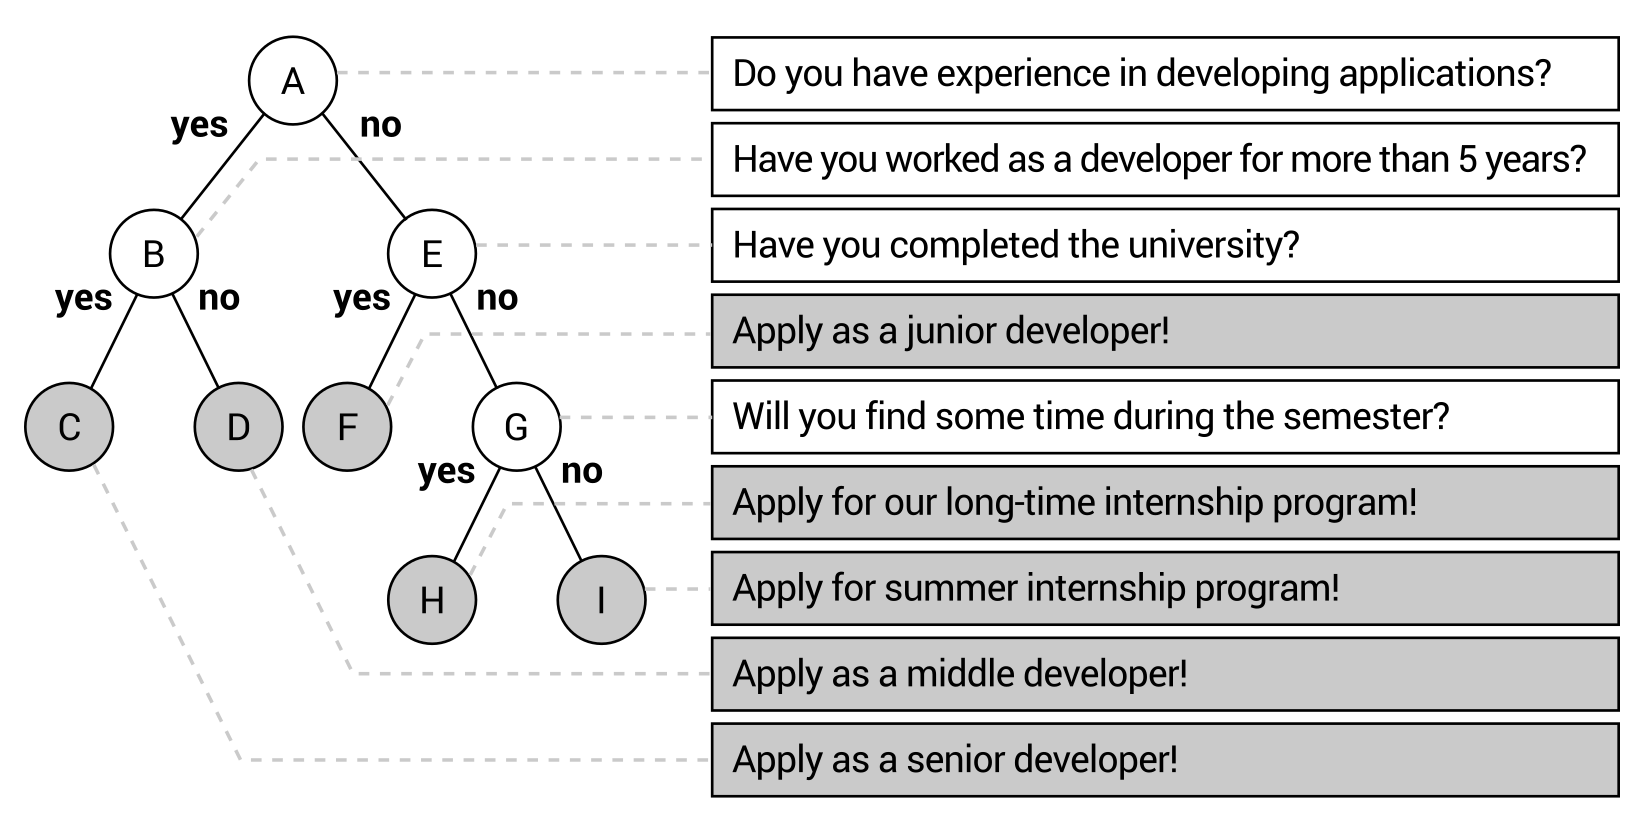 A
yes
no
B
E
yes
no
yes
no
C
D
F
G
yes
no
H
I
Do you have experience in developing applications?
Have you worked as a developer for more than 5 years?
Have you completed the university?
Apply as a junior developer!
Will you find some time during the semester?
Apply for our long-time internship program!
Apply for summer internship program!
Apply as a middle developer!
Apply as a senior developer!